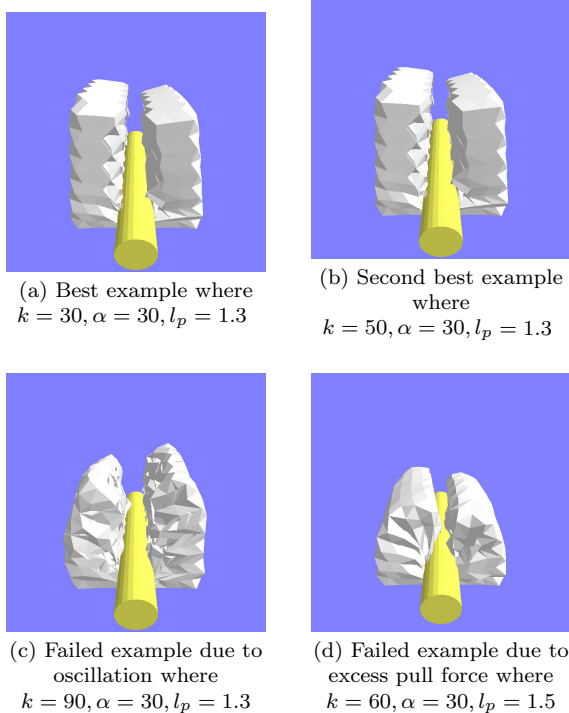 (a) Best example where
k = 30, α = 30, l_p = 1.3
(b) Second best example
where
k = 50, α = 30, l_p = 1.3
(c) Failed example due to
oscillation where
k = 90, α = 30, l_p = 1.3
(d) Failed example due to
excess pull force where
k = 60, α = 30, l_p = 1.5